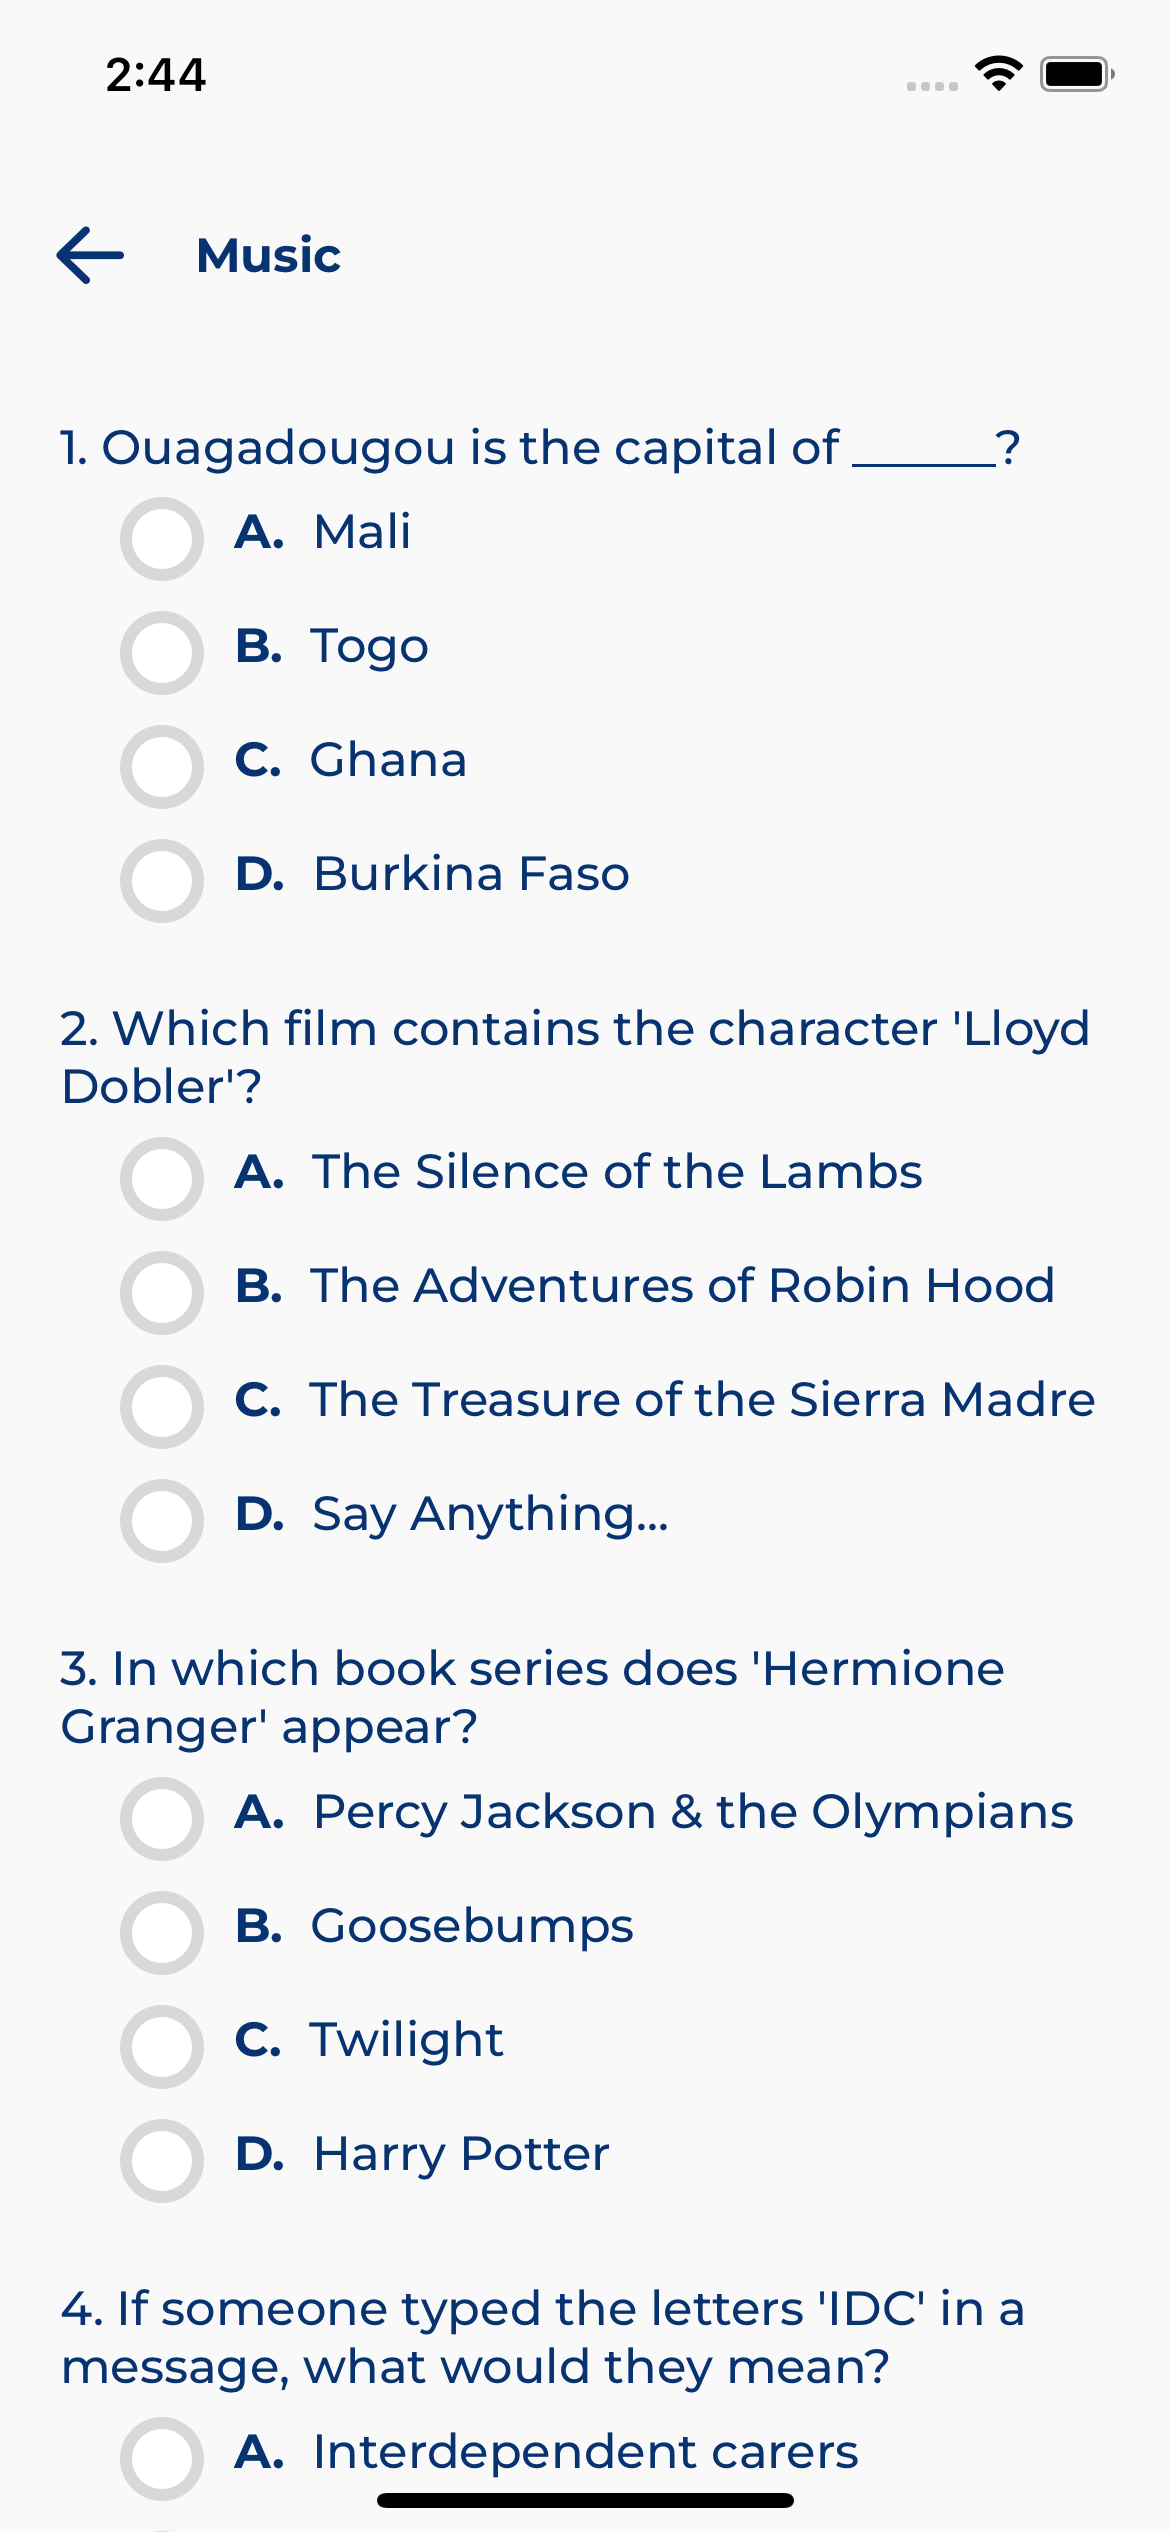 2:44
Music
1. Ouagadougou is the capital of ______?
A. Mali
B. Togo
C. Ghana
D. Burkina Faso
2. Which film contains the character 'Lloyd
Dobler'?
A. The Silence of the Lambs
B. The Adventures of Robin Hood
C. The Treasure of the Sierra Madre
D. Say Anything...
3. In which book series does 'Hermione
Granger' appear?
A. Percy Jackson & the Olympians
B. Goosebumps
C. Twilight
D. Harry Potter
4. If someone typed the letters 'IDC' in a
message, what would they mean?
A. Interdependent carers